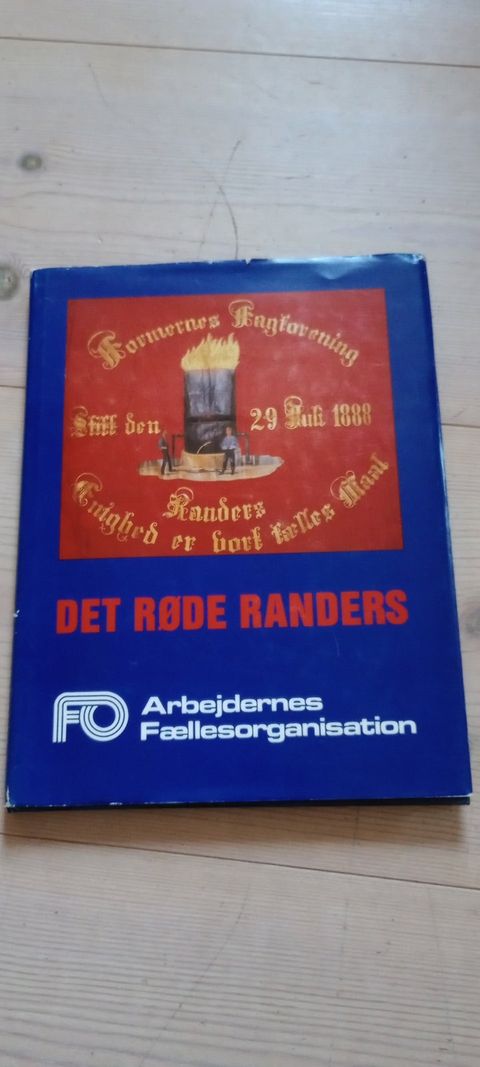 Formernes Fagforening
Stift den 29 Juli 1888
Randers
Enighed er vort fælles Maal
DET RØDE RANDERS
FO Arbejdernes
Fællesorganisation